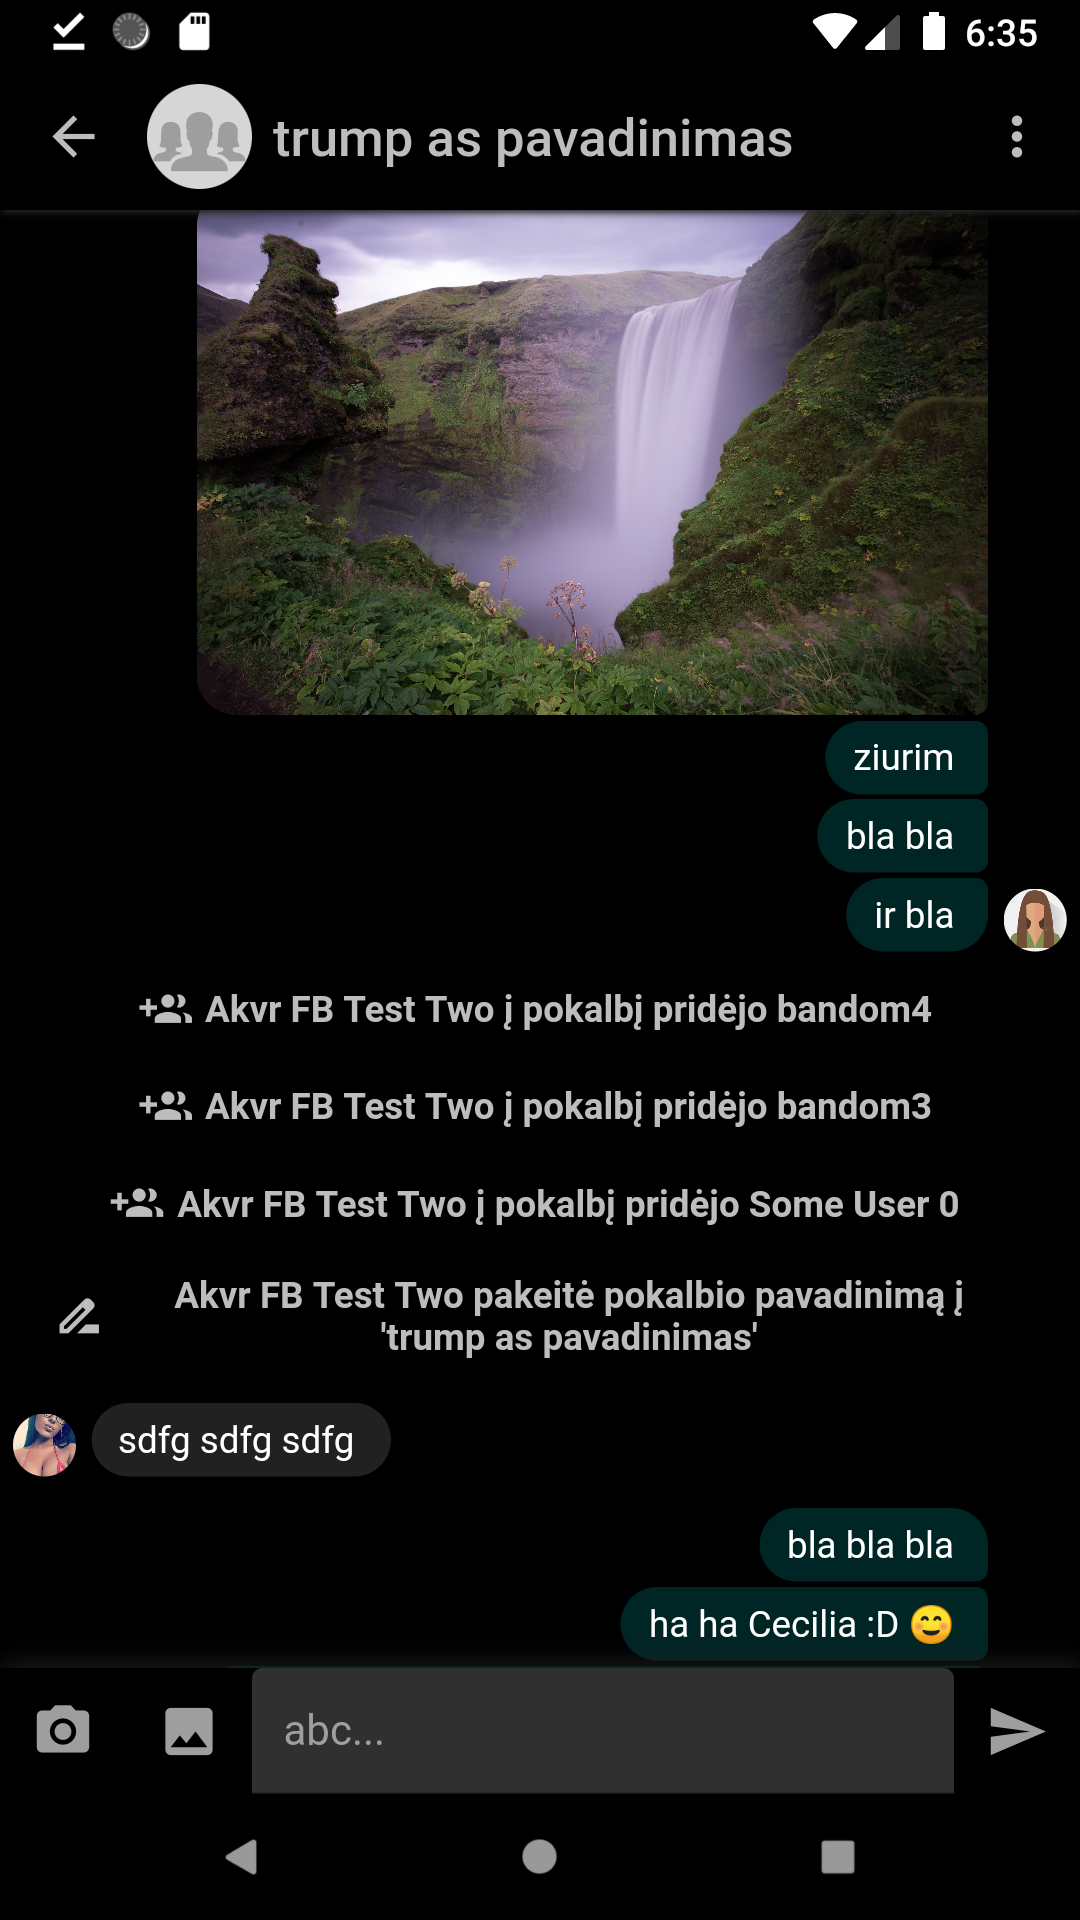 6:35
trump as pavadinimas
ziurim
bla bla
ir bla
Akvr FB Test Two į pokalbį pridėjo bandom4
Akvr FB Test Two į pokalbį pridėjo bandom3
Akvr FB Test Two į pokalbį pridėjo Some User 0
Akvr FB Test Two pakeitė pokalbio pavadinimą į
'trump as pavadinimas'
sdfg sdfg sdfg
bla bla bla
ha ha Cecilia :D 😊
abc...